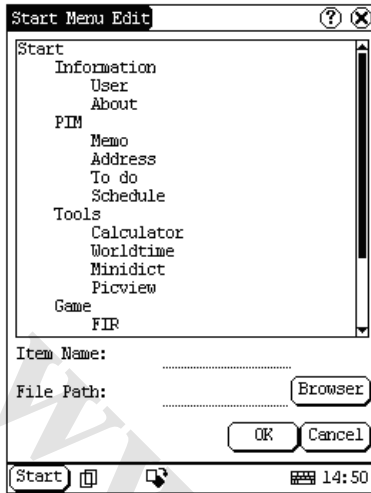 Start Menu Edit
Start
Information
User
About
PIM
Memo
Address
To do
Schedule
Tools
Calculator
Worldtime
Minidict
Picview
Game
FIR
Item Name:
File Path:
Browser
OK Cancel
Start 14:50